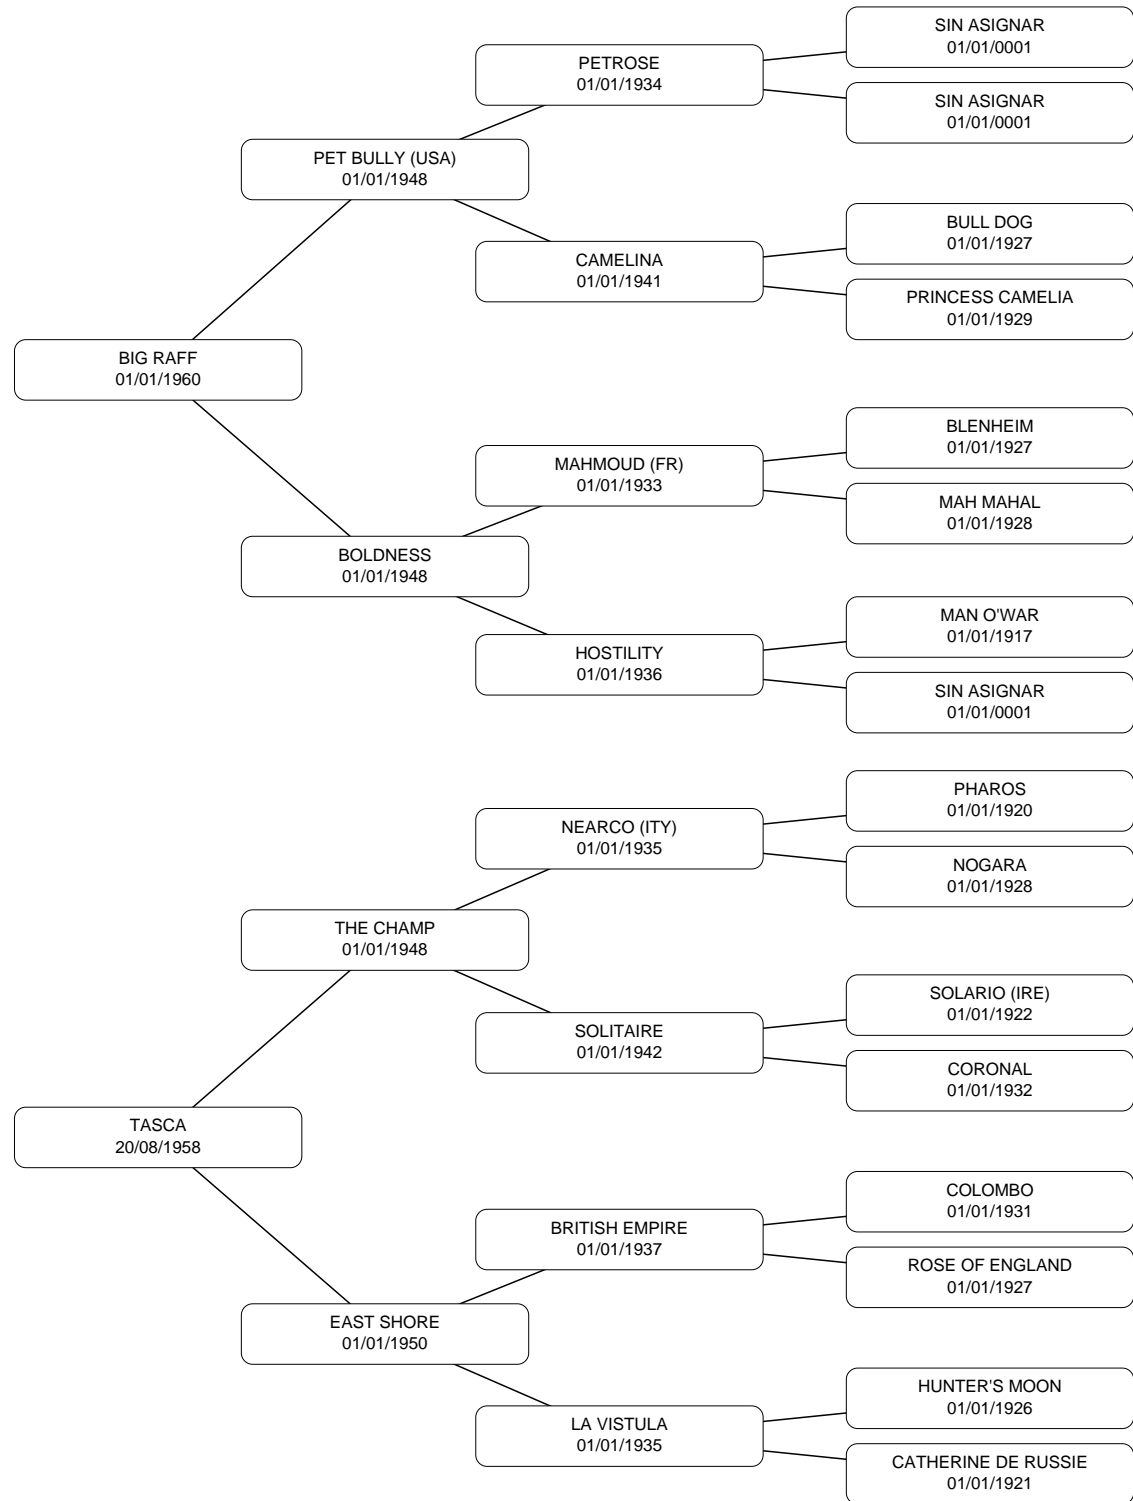 SIN ASIGNAR
01/01/0001
PETROSE
01/01/1934
SIN ASIGNAR
01/01/0001
PET BULLY (USA)
01/01/1948
BULL DOG
01/01/1927
CAMELINA
01/01/1941
PRINCESS CAMELIA
01/01/1929
BIG RAFF
01/01/1960
BLENHEIM
01/01/1927
MAHMOUD (FR)
01/01/1933
MAH MAHAL
01/01/1928
BOLDNESS
01/01/1948
MAN O'WAR
01/01/1917
HOSTILITY
01/01/1936
SIN ASIGNAR
01/01/0001
PHAROS
01/01/1920
NEARCO (ITY)
01/01/1935
NOGARA
01/01/1928
THE CHAMP
01/01/1948
SOLARIO (IRE)
01/01/1922
SOLITAIRE
01/01/1942
CORONAL
01/01/1932
TASCA
20/08/1958
COLOMBO
01/01/1931
BRITISH EMPIRE
01/01/1937
ROSE OF ENGLAND
01/01/1927
EAST SHORE
01/01/1950
HUNTER'S MOON
01/01/1926
LA VISTULA
01/01/1935
CATHERINE DE RUSSIE
01/01/1921